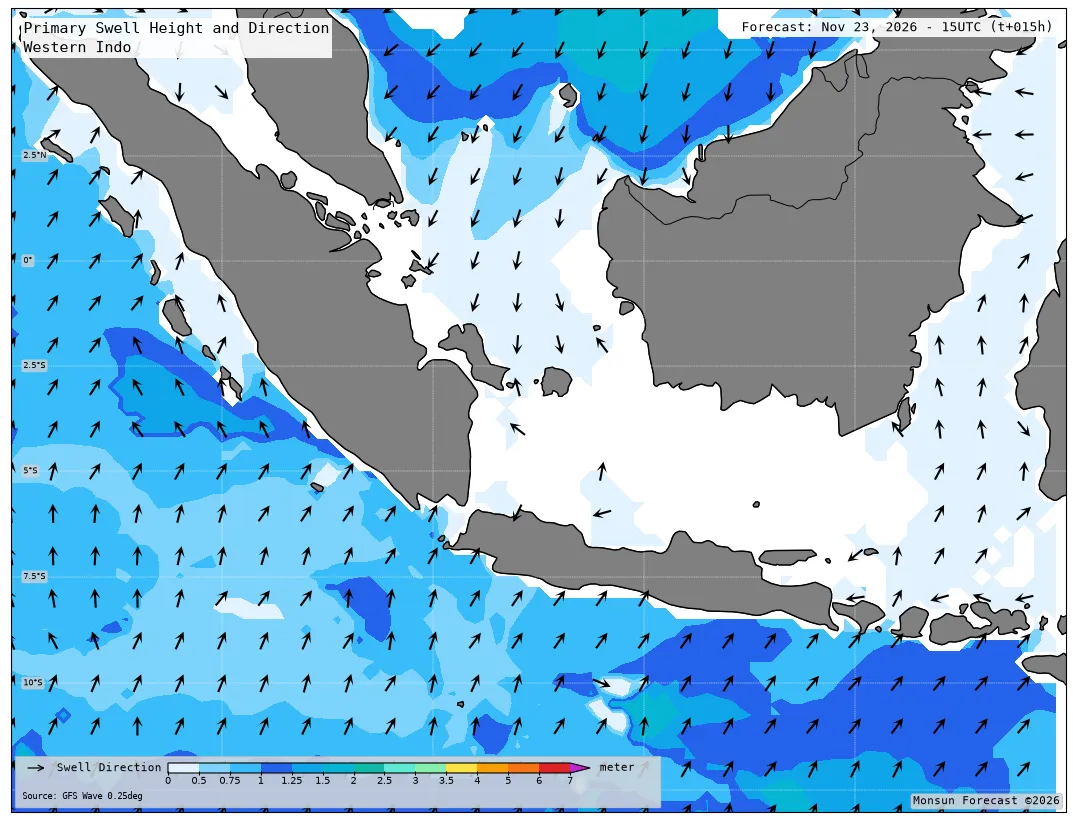 Primary Swell Height and Direction
Western Indo
Forecast: Nov 23, 2026 - 15UTC (t+015h)
2.5°N
0°
2.5°S
5°S
7.5°S
10°S
Swell Direction
0 0.5 0.75 1 1.25 1.5 2 2.5 3 3.5 4 5 6 7
meter
Source: GFS Wave 0.25deg
Monsun Forecast ©2026